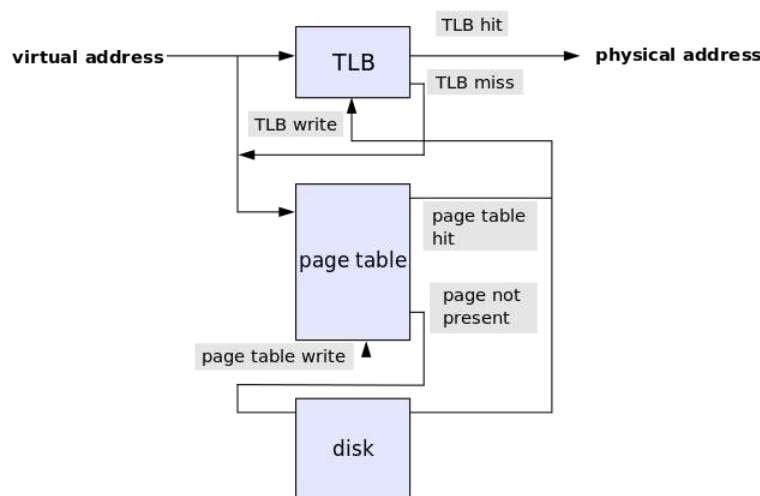 TLB hit
virtual address
TLB
physical address
TLB miss
TLB write
page table
hit
page table
page not
present
page table write
disk